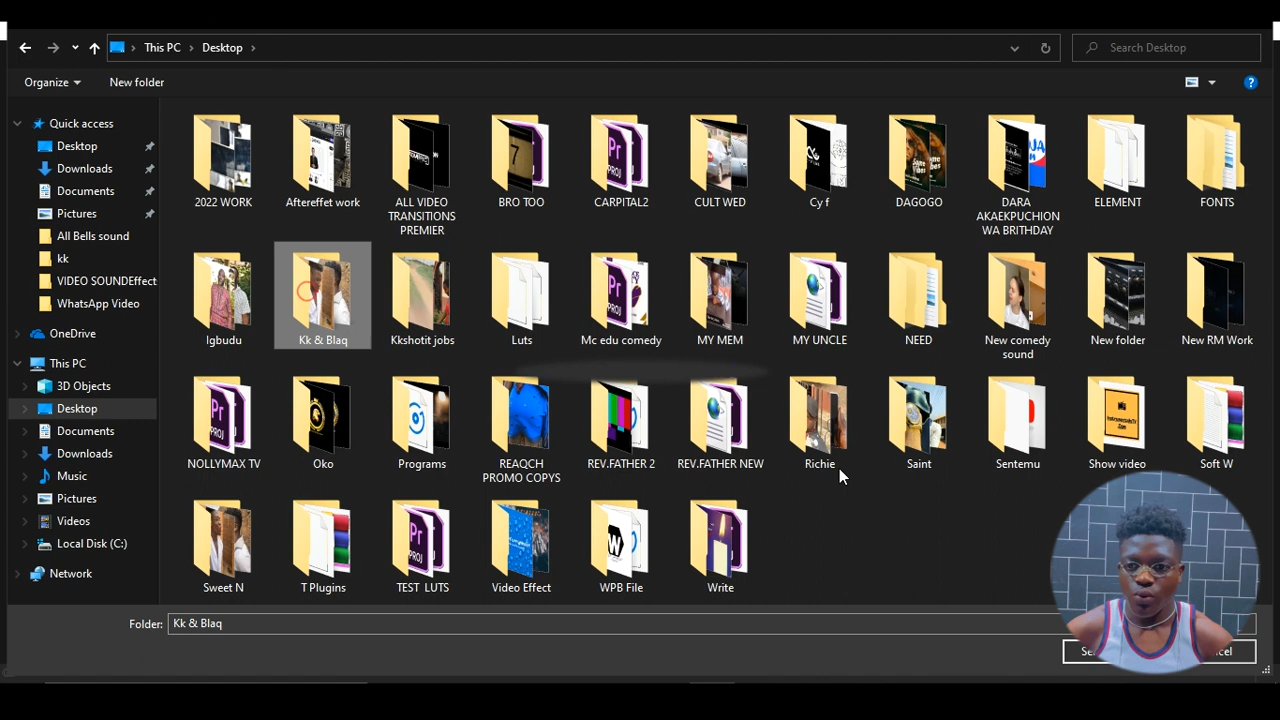 This PC
Desktop
Search Desktop
Organize
New folder
Quick access
Desktop
Downloads
Documents
Pictures
All Bells sound
kk
VIDEO SOUNDEffect
WhatsApp Video
OneDrive
This PC
3D Objects
Desktop
Documents
Downloads
Music
Pictures
Videos
Local Disk (C:)
Network
2022 WORK
Aftereffet work
ALL VIDEO
TRANSITIONS
PREMIER
BRO TOO
CARPITAL2
CULT WED
Cy f
DAGOGO
DARA
AKAEKPUCHION
WA BRITHDAY
ELEMENT
FONTS
Igbudu
Kk & Blaq
Kkshotit jobs
Luts
Mc edu comedy
MY MEM
MY UNCLE
NEED
New comedy
sound
New folder
New RM Work
NOLLYMAX TV
Oko
Programs
REAQCH
PROMO COPYS
REV.FATHER 2
REV.FATHER NEW
Richie
Saint
Sentemu
Show video
Soft W
Sweet N
T Plugins
TEST LUTS
Video Effect
WPB File
Write
Folder:
Kk & Blaq